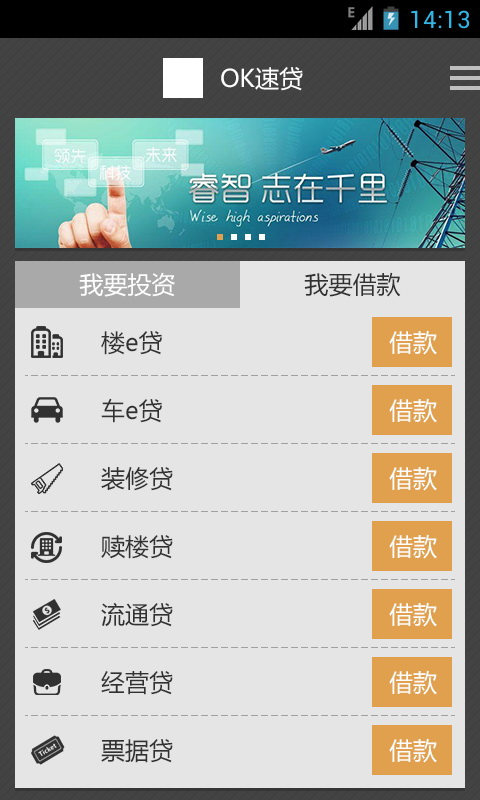 E
14:13
OK速贷
领先
科技
未来
睿智 志在千里
Wise high aspirations
我要投资
我要借款
楼e贷
借款
车e贷
借款
装修贷
借款
赎楼贷
借款
流通贷
借款
经营贷
借款
Ticket
票据贷
借款